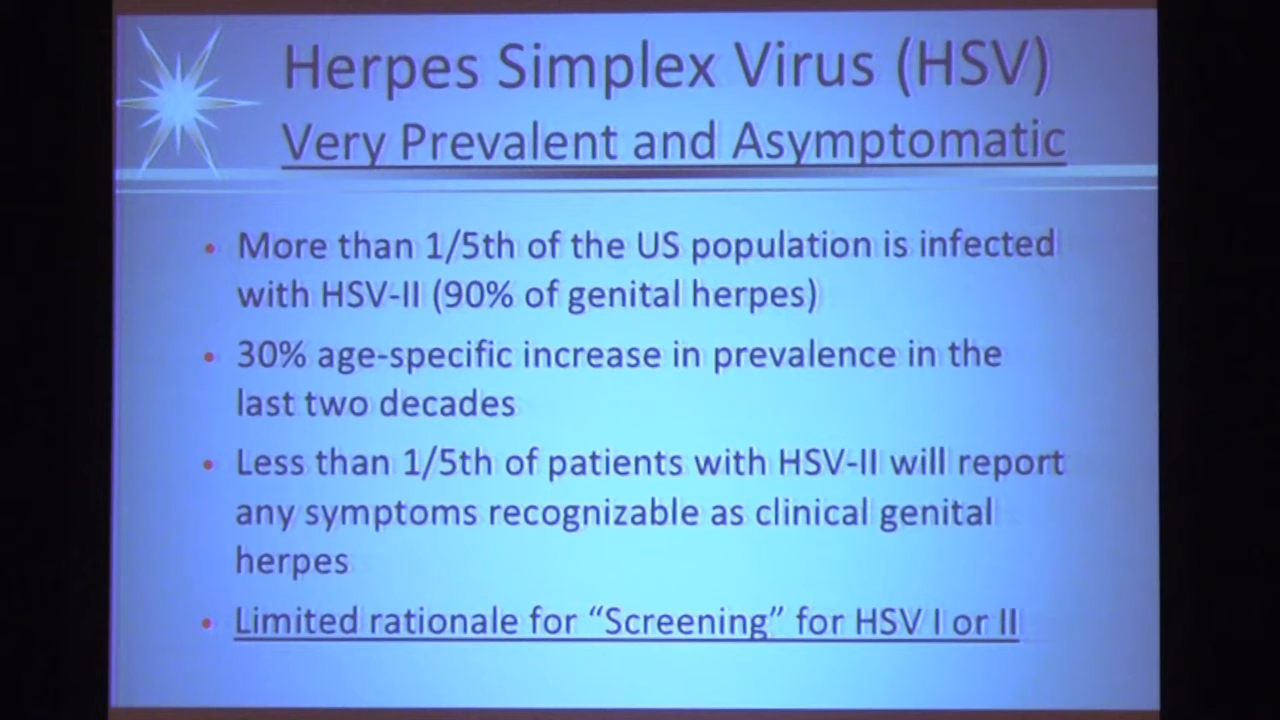 Herpes Simplex Virus (HSV)
Very Prevalent and Asymptomatic
• More than 1/5th of the US population is infected
with HSV-II (90% of genital herpes)
• 30% age-specific increase in prevalence in the
last two decades
• Less than 1/5th of patients with HSV-II will report
any symptoms recognizable as clinical genital
herpes
• Limited rationale for “Screening” for HSV I or II